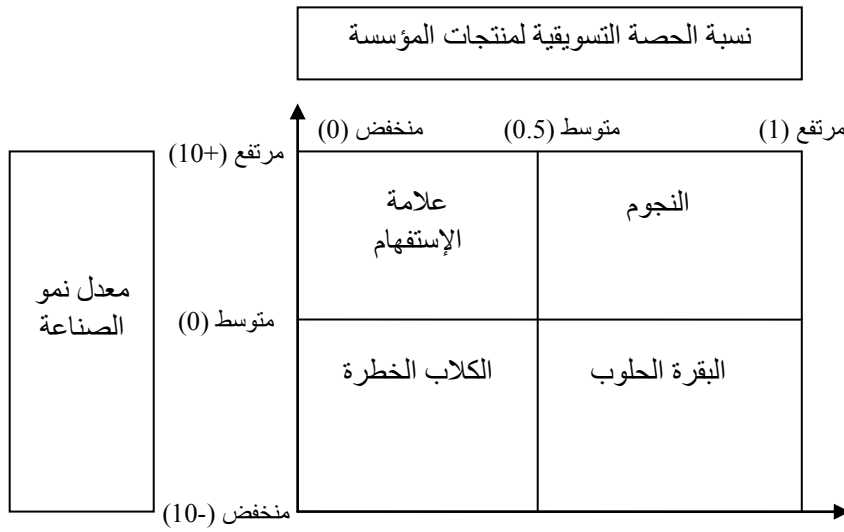 نسبة الحصة التسويقية لمنتجات المؤسسة
مرتفع (1)
متوسط (0.5)
منخفض (0)
مرتفع (+10)
علامة
الإستفهام
النجوم
معدل نمو
الصناعة
متوسط (0)
الكلاب الخطرة
البقرة الحلوب
منخفض (-10)